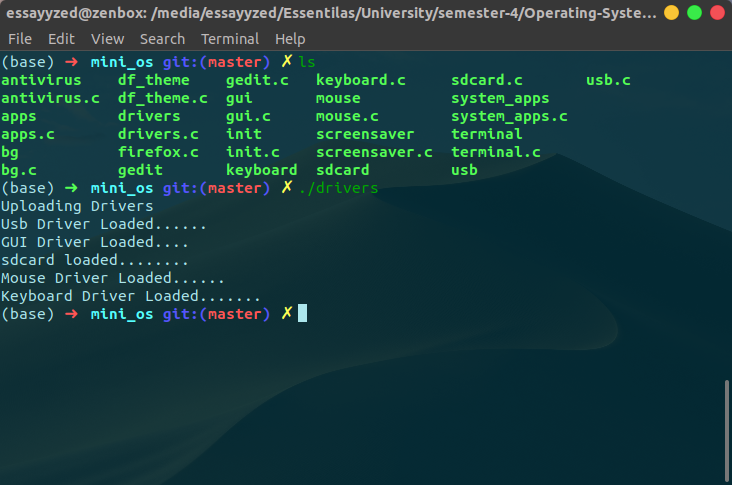 essayyzed@zenbox: /media/essayyzed/Essentilas/University/semester-4/Operating-Syste...
File Edit View Search Terminal Help
(base) ➜ mini_os git:(master) ✗ ls
antivirus df_theme gedit.c keyboard.c sdcard.c usb.c
antivirus.c df_theme.c gui mouse system_apps
apps drivers gui.c mouse.c system_apps.c
apps.c drivers.c init screensaver terminal
bg firefox.c init.c screensaver.c terminal.c
bg.c gedit keyboard sdcard usb
(base) ➜ mini_os git:(master) ✗ ./drivers
Uploading Drivers
Usb Driver Loaded......
GUI Driver Loaded....
sdcard loaded........
Mouse Driver Loaded......
Keyboard Driver Loaded.......
(base) ➜ mini_os git:(master) ✗